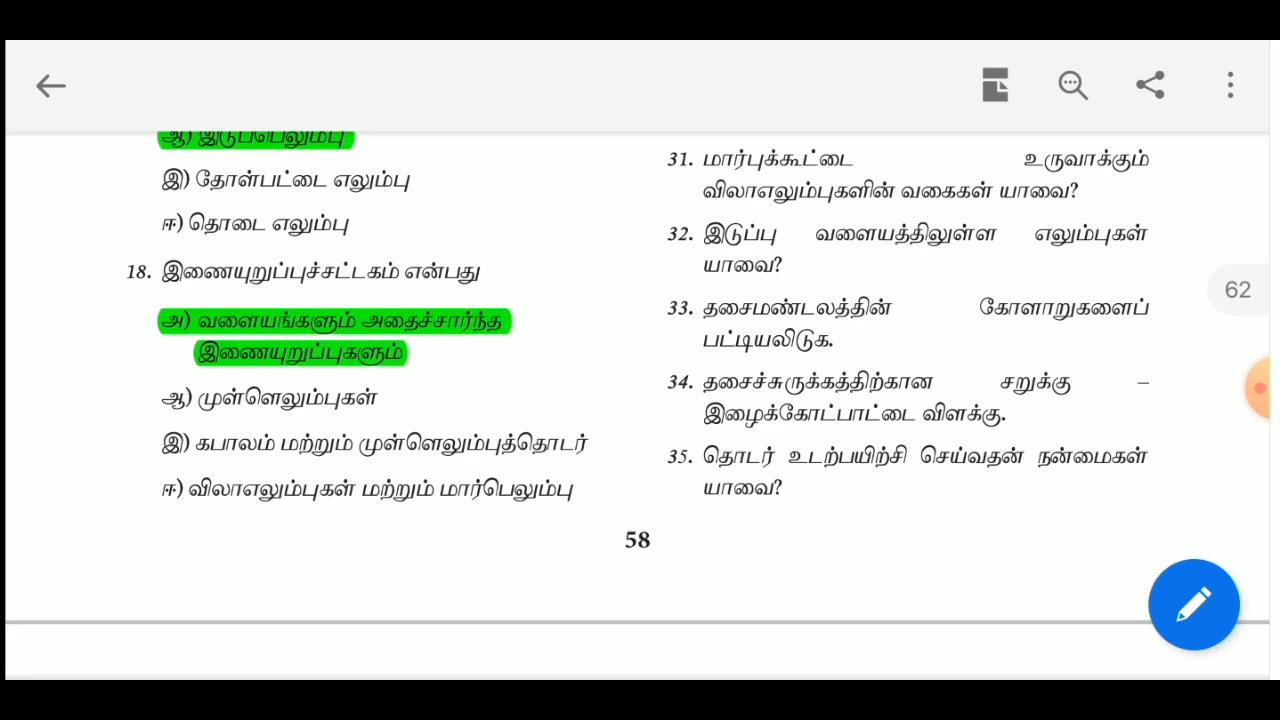 ஆ) இடுப்பெலும்பு
இ) தோள்பட்டை எலும்பு
ஈ) தொடை எலும்பு
18. இணையுறுப்புச்சட்டகம் என்பது
அ) வளையங்களும் அதைச்சார்ந்த
இணையுறுப்புகளும்
ஆ) முள்ளெலும்புகள்
இ) கபாலம் மற்றும் முள்ளெலும்புத்தொடர்
ஈ) விலாஎலும்புகள் மற்றும் மார்பெலும்பு
31. மார்புக்கூட்டை உருவாக்கும்
விலாஎலும்புகளின் வகைகள் யாவை?
32. இடுப்பு வளையத்திலுள்ள எலும்புகள்
யாவை?
33. தசைமண்டலத்தின் கோளாறுகளைப்
பட்டியலிடுக.
34. தசைச்சுருக்கத்திற்கான சறுக்கு –
இழைக்கோட்பாட்டை விளக்கு.
35. தொடர் உடற்பயிற்சி செய்வதன் நன்மைகள்
யாவை?
58
62